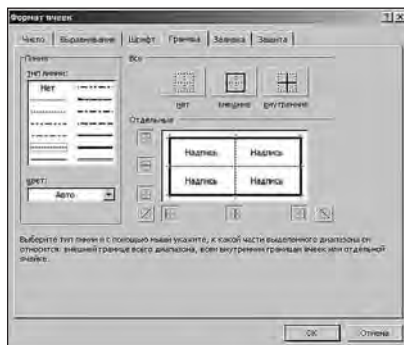 Формат ячеек
Число Выравнивание Шрифт Граница Заливка Защита
Линия
тип линии:
Нет
цвет:
Авто
Все
нет внешние внутренние
Отдельные
Надпись Надпись
Надпись Надпись
Выберите тип линии и с помощью мыши укажите, к какой части выделенного диапазона он
относится: внешней границе всего диапазона, всем внутренним границам ячеек или отдельной
ячейке.
ОК Отмена